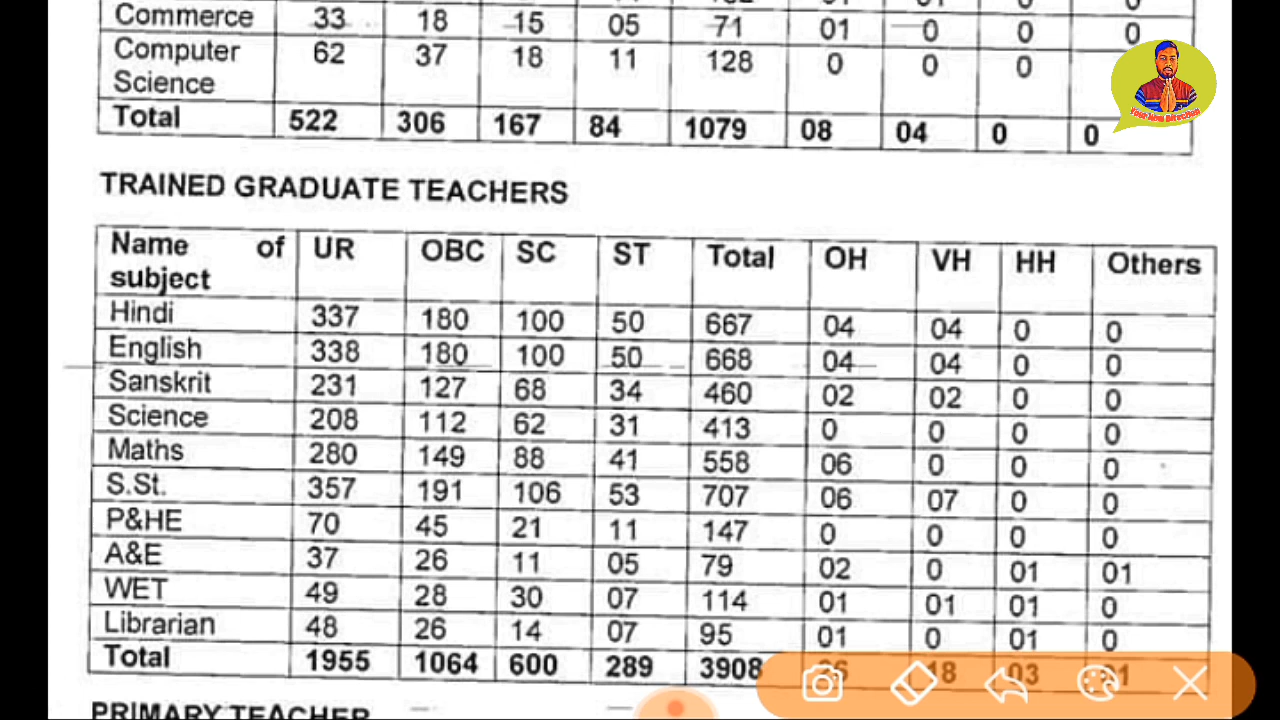 Commerce 33 18 15 05 71 01 0 0 0
Computer Science 62 37 18 11 128 0 0 0
Total 522 306 167 84 1079 08 04 0 0
Your New Direction
TRAINED GRADUATE TEACHERS
Name of subject UR OBC SC ST Total OH VH HH Others
Hindi 337 180 100 50 667 04 04 0 0
English 338 180 100 50 668 04 04 0 0
Sanskrit 231 127 68 34 460 02 02 0 0
Science 208 112 62 31 413 0 0 0 0
Maths 280 149 88 41 558 06 0 0 0
S.St. 357 191 106 53 707 06 07 0 0
P&HE 70 45 21 11 147 0 0 0 0
A&E 37 26 11 05 79 02 0 01 01
WET 49 28 30 07 114 01 01 01 0
Librarian 48 26 14 07 95 01 0 01 0
Total 1955 1064 600 289 3908 18 03
PRIMARY TEACHER